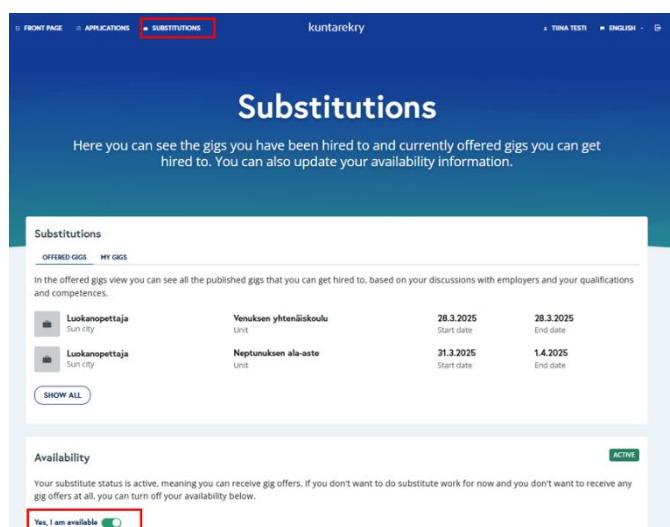 FRONT PAGE APPLICATIONS SUBSTITUTIONS kuntarekry TIINA TESTI ENGLISH
Substitutions
Here you can see the gigs you have been hired to and currently offered gigs you can get
hired to. You can also update your availability information.
Substitutions
OFFERED GIGS MY GIGS
In the offered gigs view you can see all the published gigs that you can get hired to, based on your discussions with employers and your qualifications
and competences.
Luokanopettaja Venuksen yhtenäiskoulu 28.3.2025 28.3.2025
Sun city Unit Start date End date
Luokanopettaja Neptunuksen ala-aste 31.3.2025 1.4.2025
Sun city Unit Start date End date
SHOW ALL
Availability ACTIVE
Your substitute status is active, meaning you can receive gig offers. If you don't want to do substitute work for now and you don't want to receive any
gig offers at all, you can turn off your availability below.
Yes, I am available